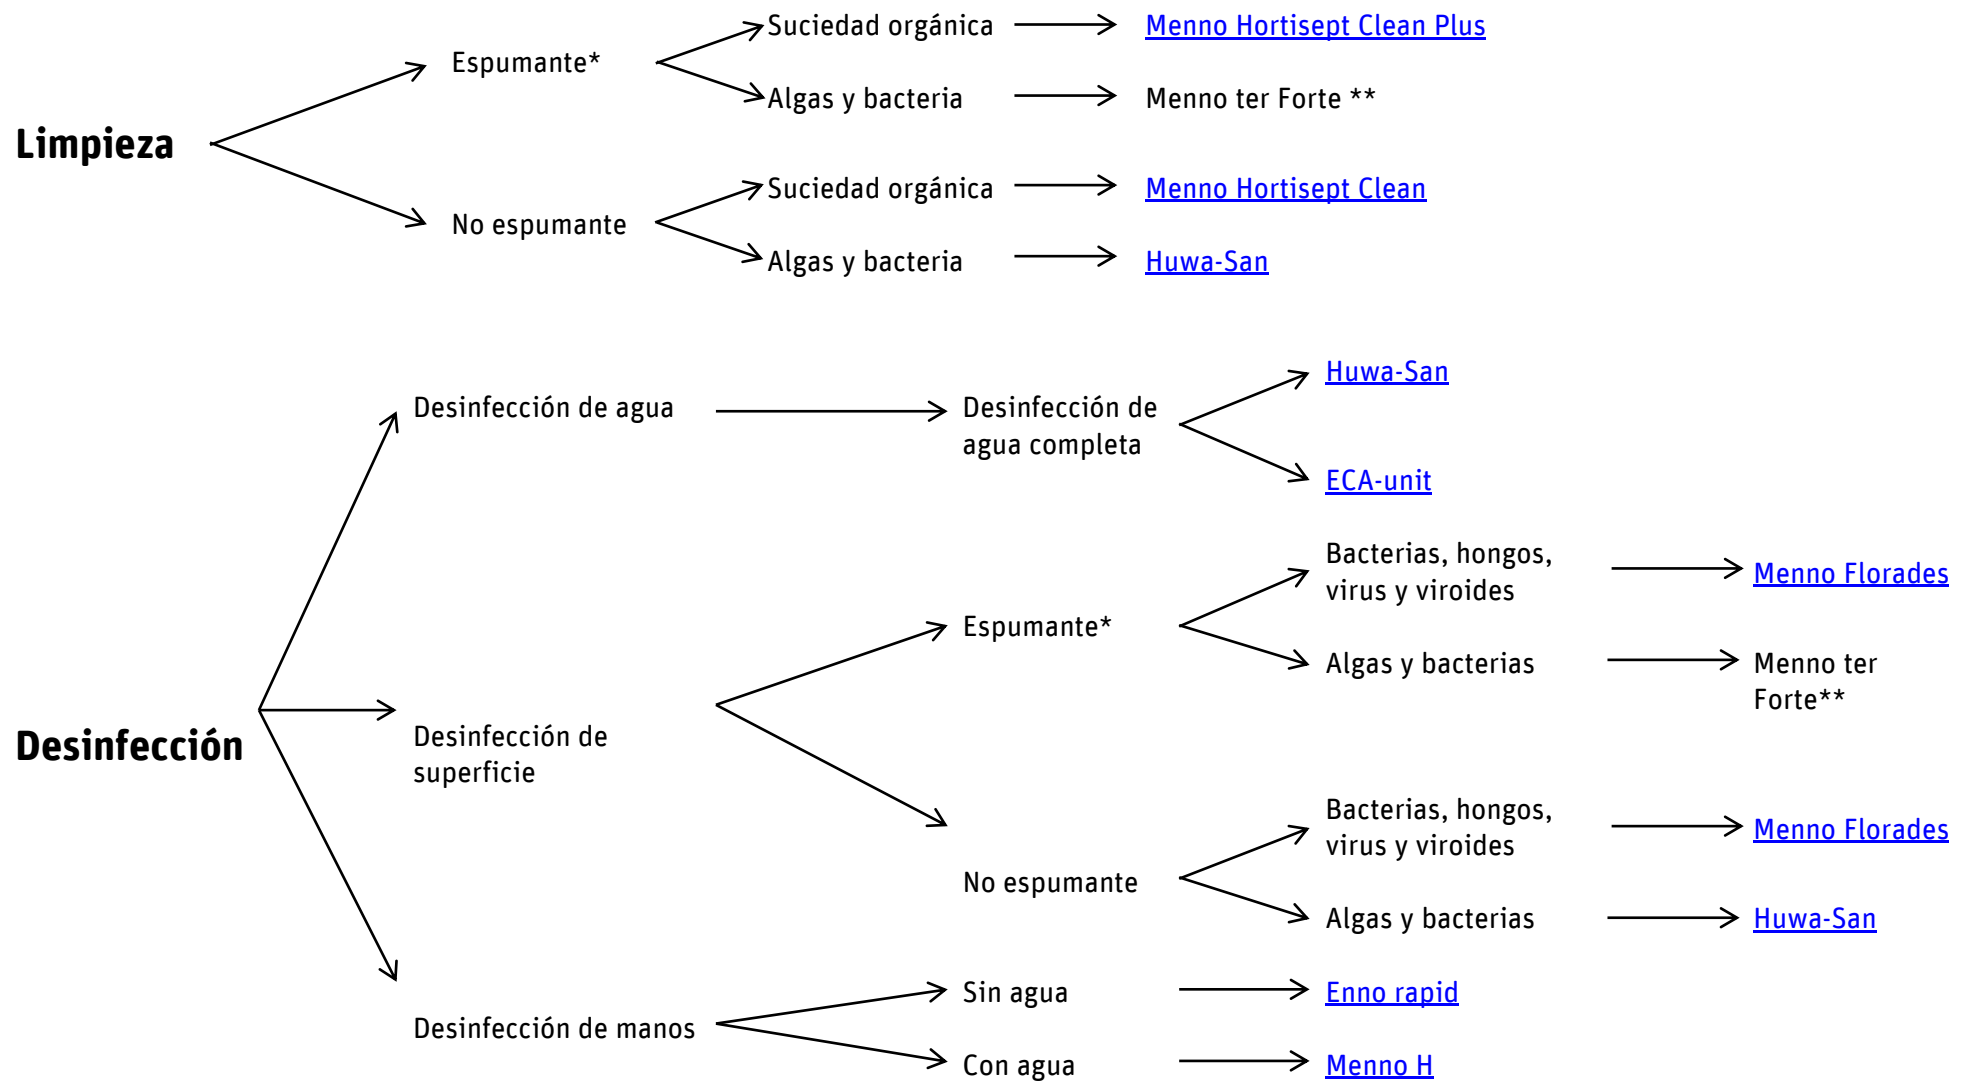 Suciedad orgánica
Menno Hortisept Clean Plus
Espumante*
Algas y bacteria
Menno ter Forte **
Limpieza
Suciedad orgánica
Menno Hortisept Clean
No espumante
Algas y bacteria
Huwa-San
Huwa-San
Desinfección de agua
Desinfección de
agua completa
ECA-unit
Bacterias, hongos,
virus y viroides
Menno Florades
Espumante*
Algas y bacterias
Menno ter
Forte**
Desinfección
Desinfección de
superficie
Bacterias, hongos,
virus y viroides
Menno Florades
No espumante
Algas y bacterias
Huwa-San
Sin agua
Enno rapid
Desinfección de manos
Con agua
Menno H